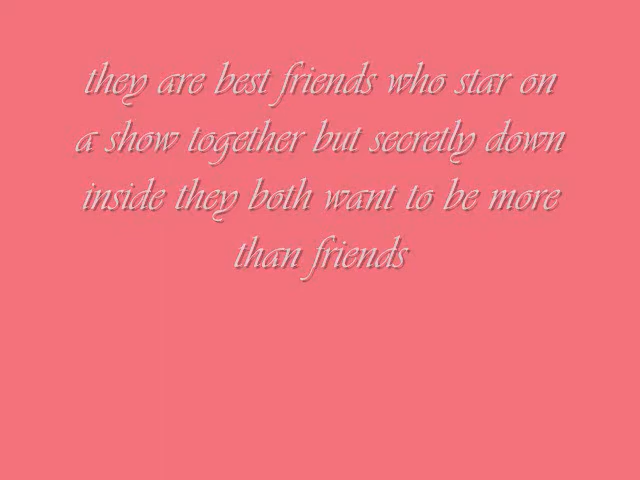 they are best friends who star on
a show together but secretly down
inside they both want to be more
than friends